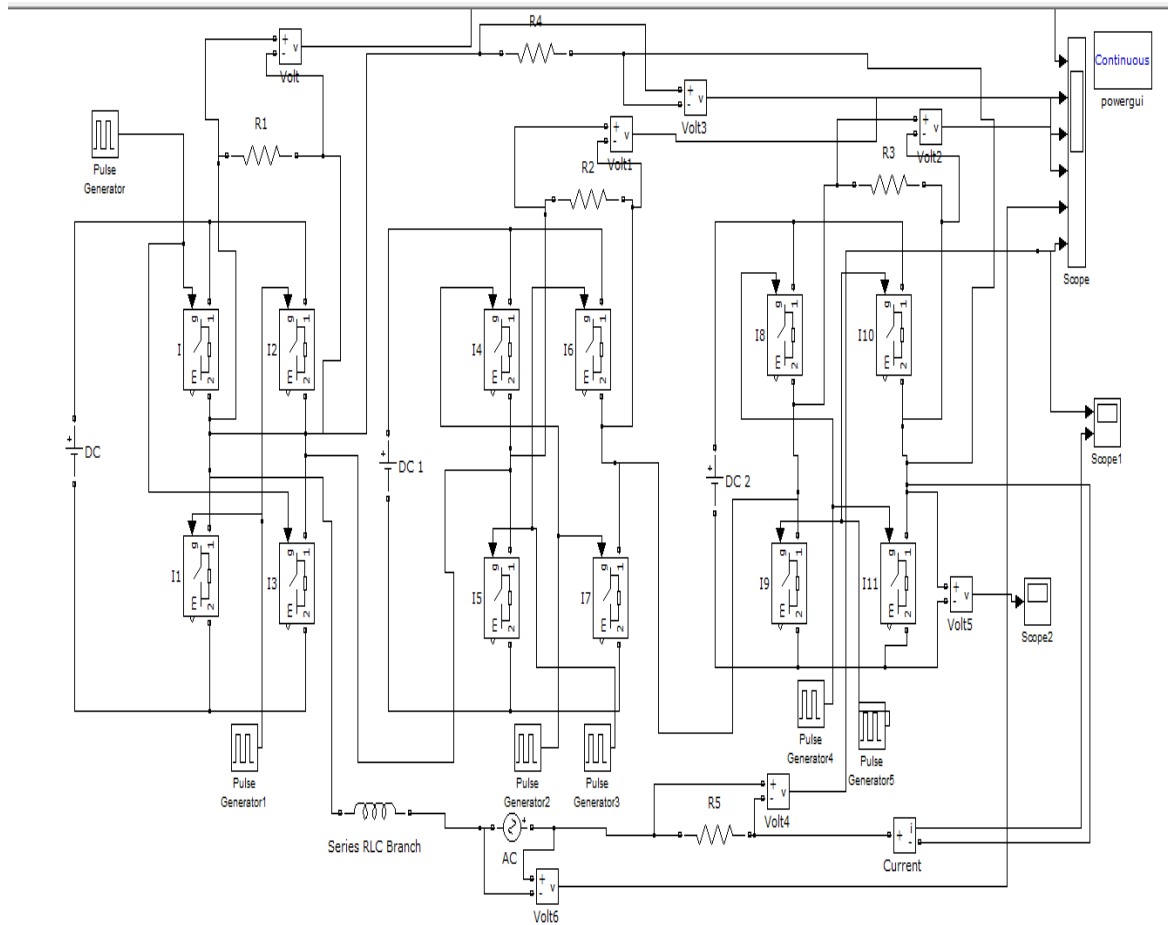 R4
Continuous
powergui
Volt
Volt3
Pulse
Generator
R1
Volt1
Volt2
R2
R3
Scope
I
I2
I4
I6
I8
I10
DC
DC 1
DC 2
Scope1
I1
I3
I5
I7
I9
I11
Volt5
Scope2
Pulse
Generator1
Pulse
Generator2
Pulse
Generator3
Pulse
Generator4
Pulse
Generator5
Series RLC Branch
AC
R5
Volt4
Current
Volt6